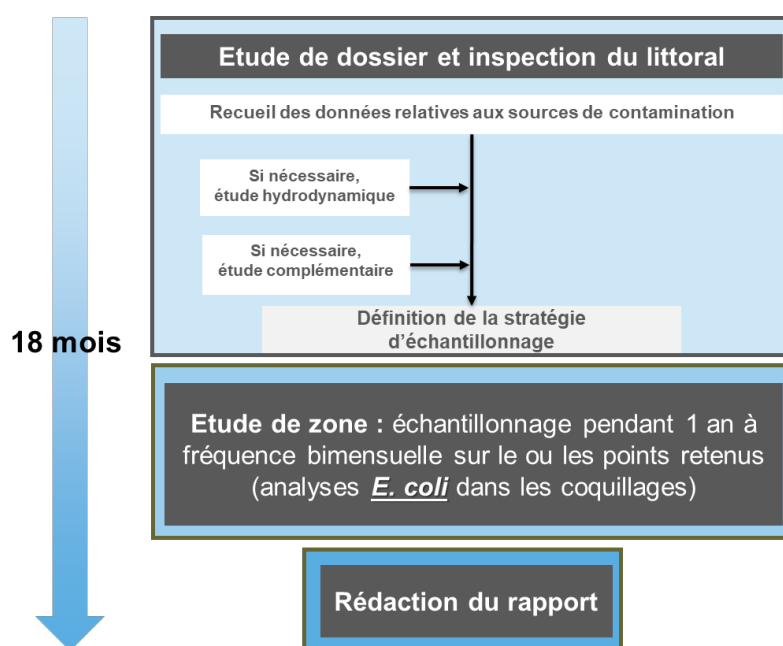 Etude de dossier et inspection du littoral
Recueil des données relatives aux sources de contamination
Si nécessaire,
étude hydrodynamique
Si nécessaire,
étude complémentaire
Définition de la stratégie
d’échantillonnage
18 mois
Etude de zone : échantillonnage pendant 1 an à
fréquence bimensuelle sur le ou les points retenus
(analyses E. coli dans les coquillages)
Rédaction du rapport